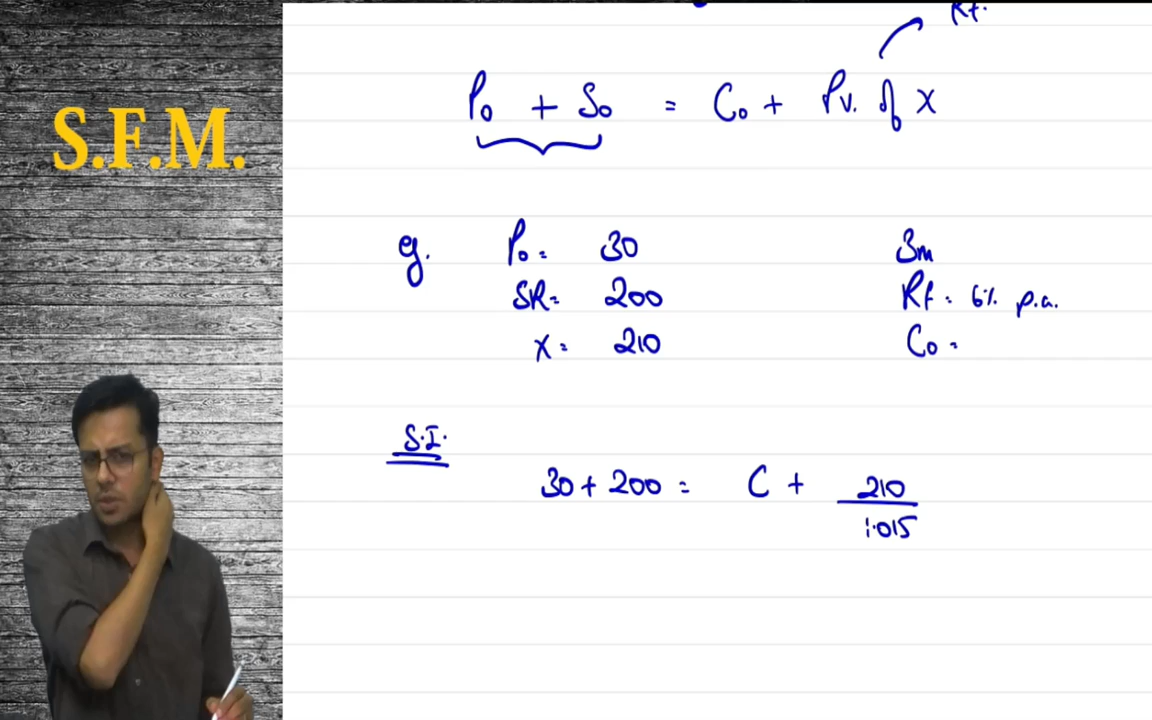 S.F.M.
P₀ + S₀ = C₀ + Pv. of X
eg. P₀ = 30 3m
SR = 200 Rf = 6% p.a.
X = 210 C₀ =
S.I.
30 + 200 = C + 210
1.015